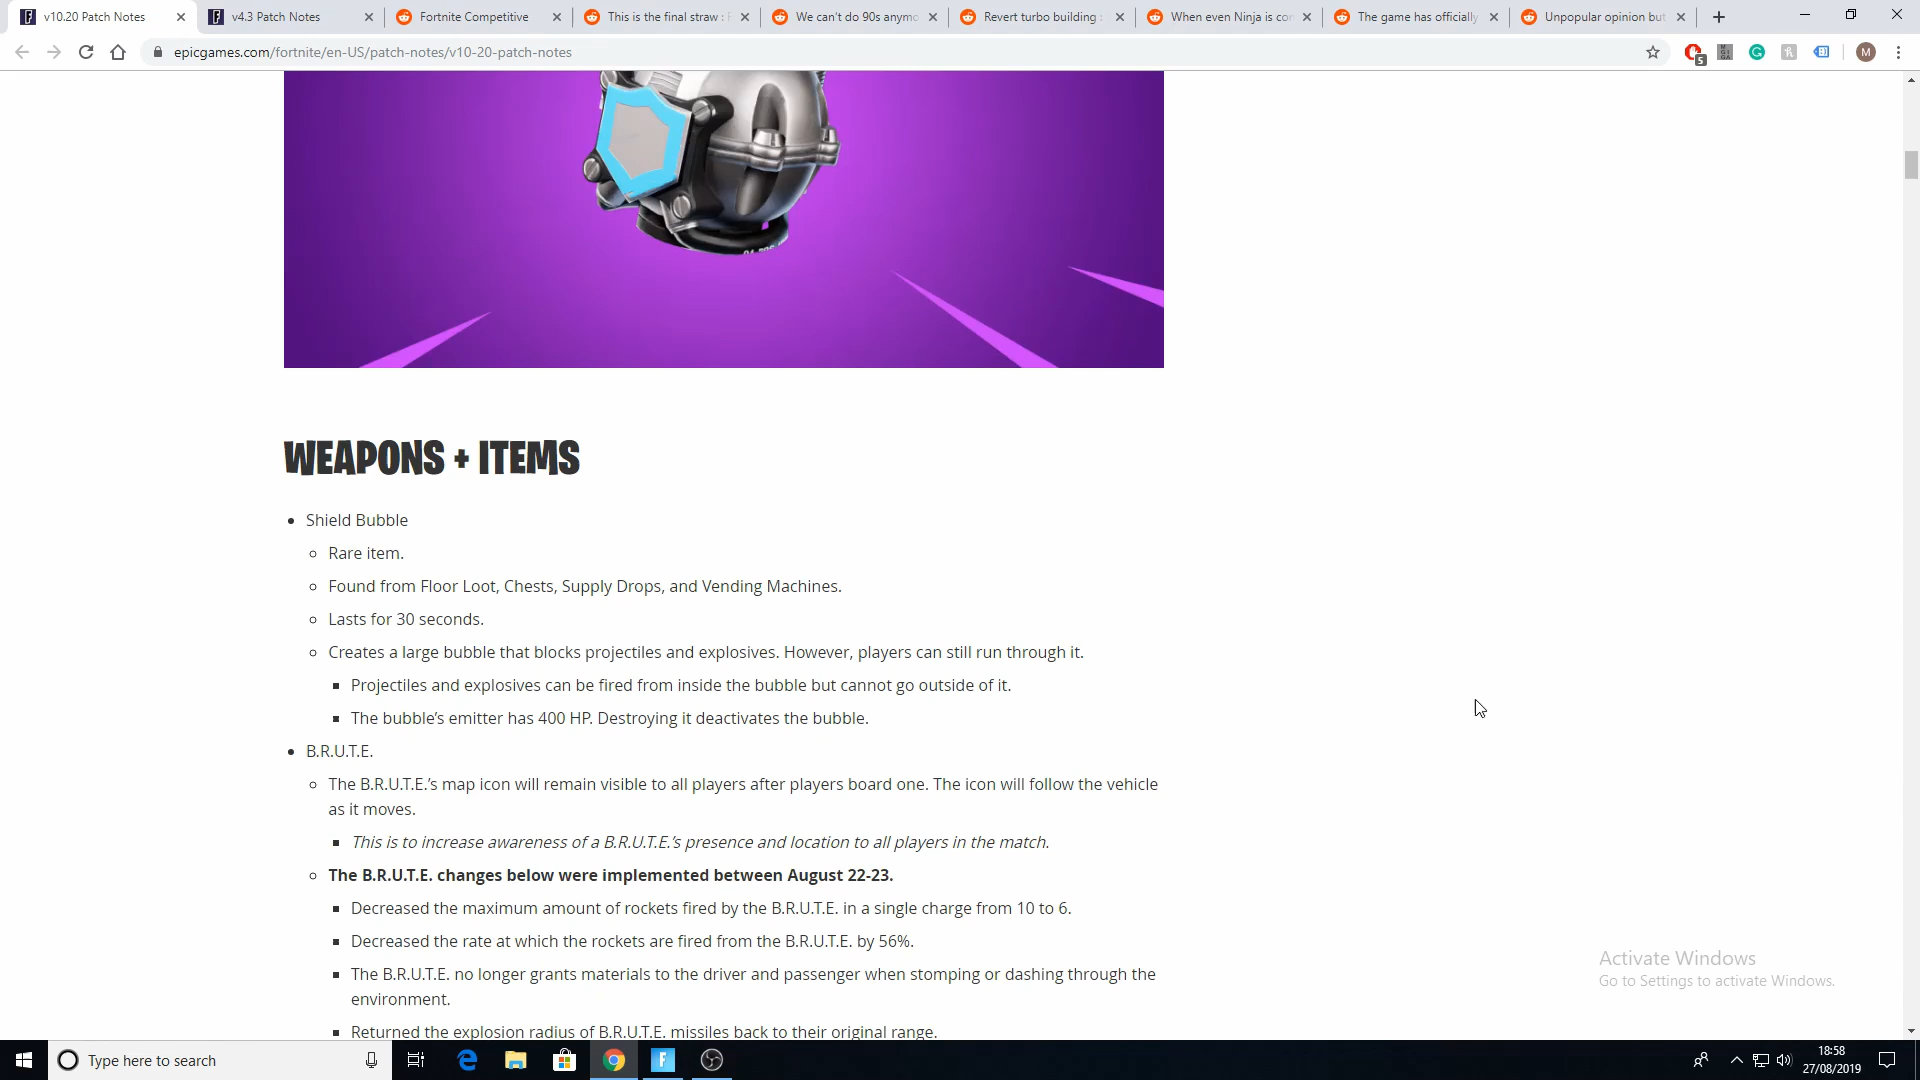 v10.20 Patch Notes
v4.3 Patch Notes
Fortnite Competitive
This is the final straw :
We can't do 90s anymo
Revert turbo building :
When even Ninja is co
The game has officially
Unpopular opinion but
epicgames.com/fortnite/en-US/patch-notes/v10-20-patch-notes
5
M
WEAPONS + ITEMS
Shield Bubble
Rare item.
Found from Floor Loot, Chests, Supply Drops, and Vending Machines.
Lasts for 30 seconds.
Creates a large bubble that blocks projectiles and explosives. However, players can still run through it.
Projectiles and explosives can be fired from inside the bubble but cannot go outside of it.
The bubble's emitter has 400 HP. Destroying it deactivates the bubble.
B.R.U.T.E.
The B.R.U.T.E.'s map icon will remain visible to all players after players board one. The icon will follow the vehicle
as it moves.
This is to increase awareness of a B.R.U.T.E.'s presence and location to all players in the match.
The B.R.U.T.E. changes below were implemented between August 22-23.
Decreased the maximum amount of rockets fired by the B.R.U.T.E. in a single charge from 10 to 6.
Decreased the rate at which the rockets are fired from the B.R.U.T.E. by 56%.
The B.R.U.T.E. no longer grants materials to the driver and passenger when stomping or dashing through the
environment.
Returned the explosion radius of B.R.U.T.E. missiles back to their original range.
Activate Windows
Go to Settings to activate Windows.
Type here to search
18:58
27/08/2019